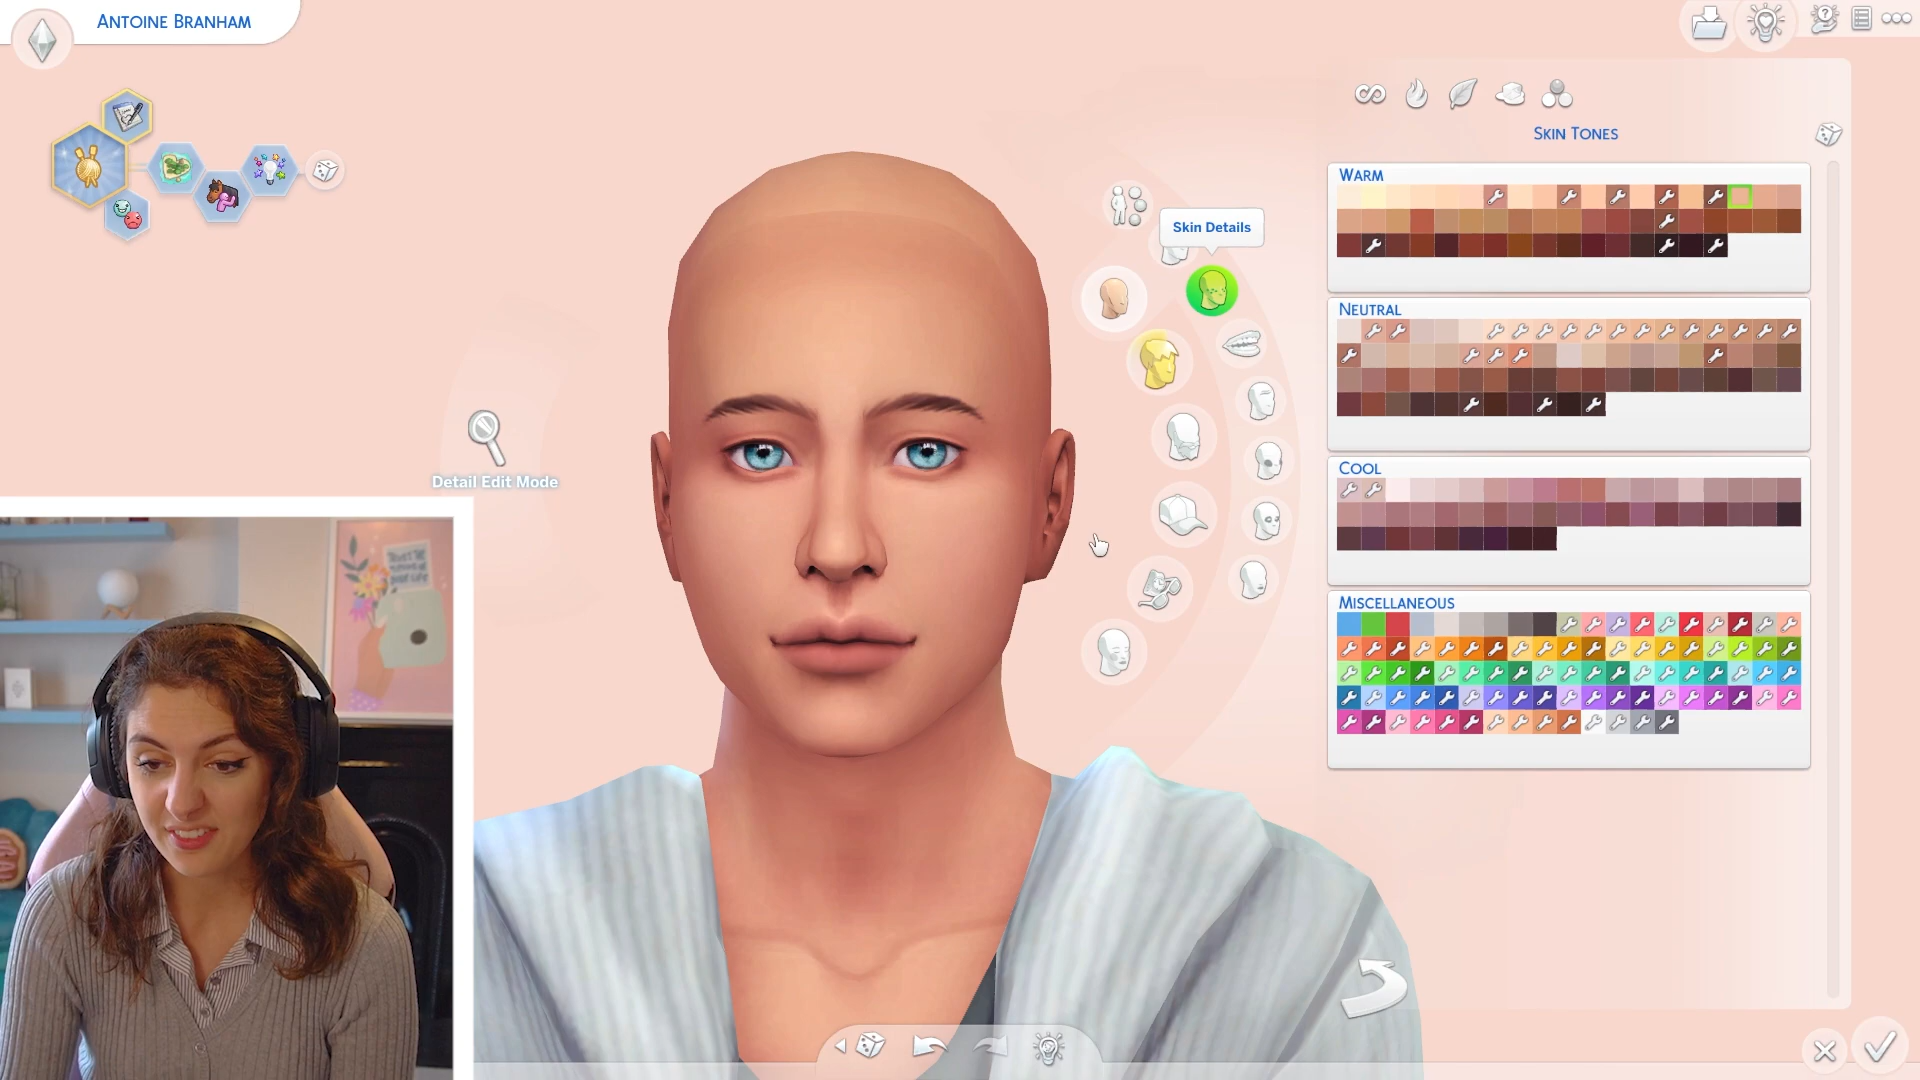 Antoine Branham
Skin Tones
Warm
Skin Details
Neutral
Cool
Detail Edit Mode
Miscellaneous